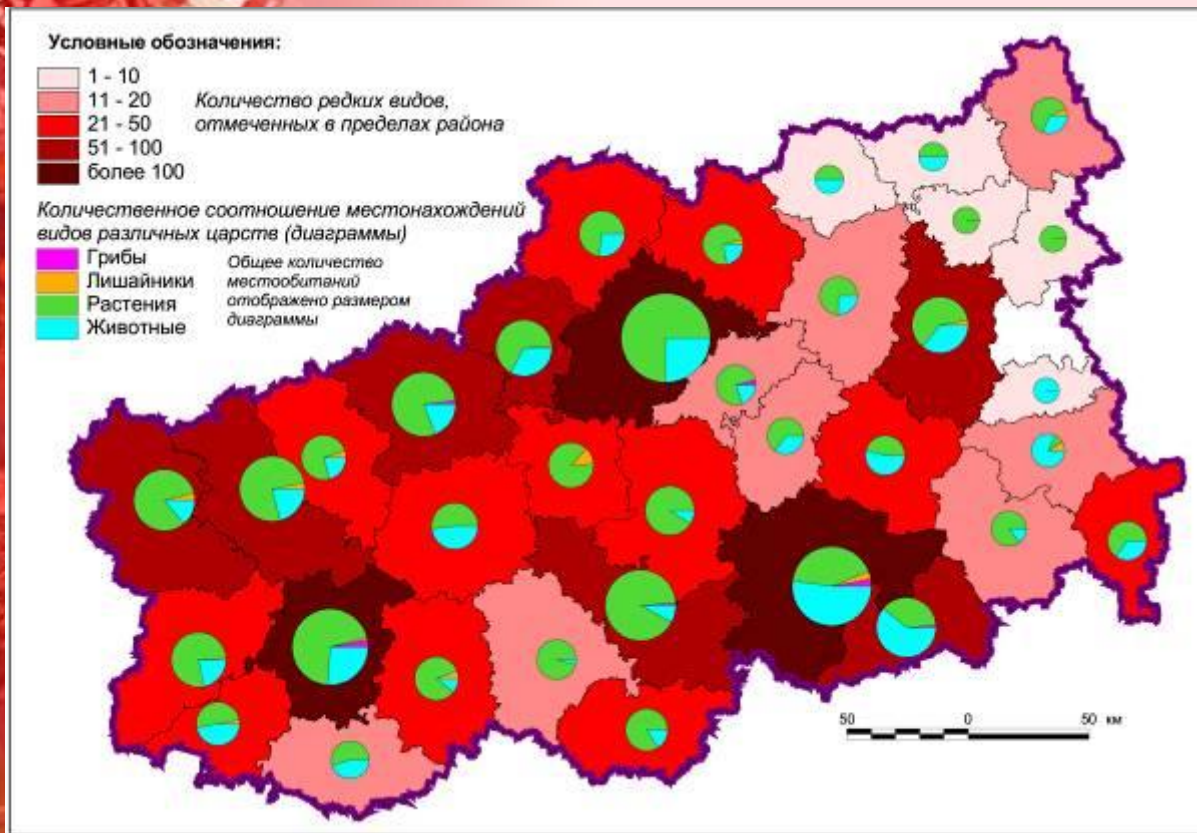 Условные обозначения:
1 - 10
11 - 20
21 - 50
51 - 100
более 100
Количество редких видов,
отмеченных в пределах района
Количественное соотношение местонахождений
видов различных царств (диаграммы)
Грибы
Лишайники
Растения
Животные
Общее количество
местообитаний
отображено размером
диаграммы
50 0 50 км